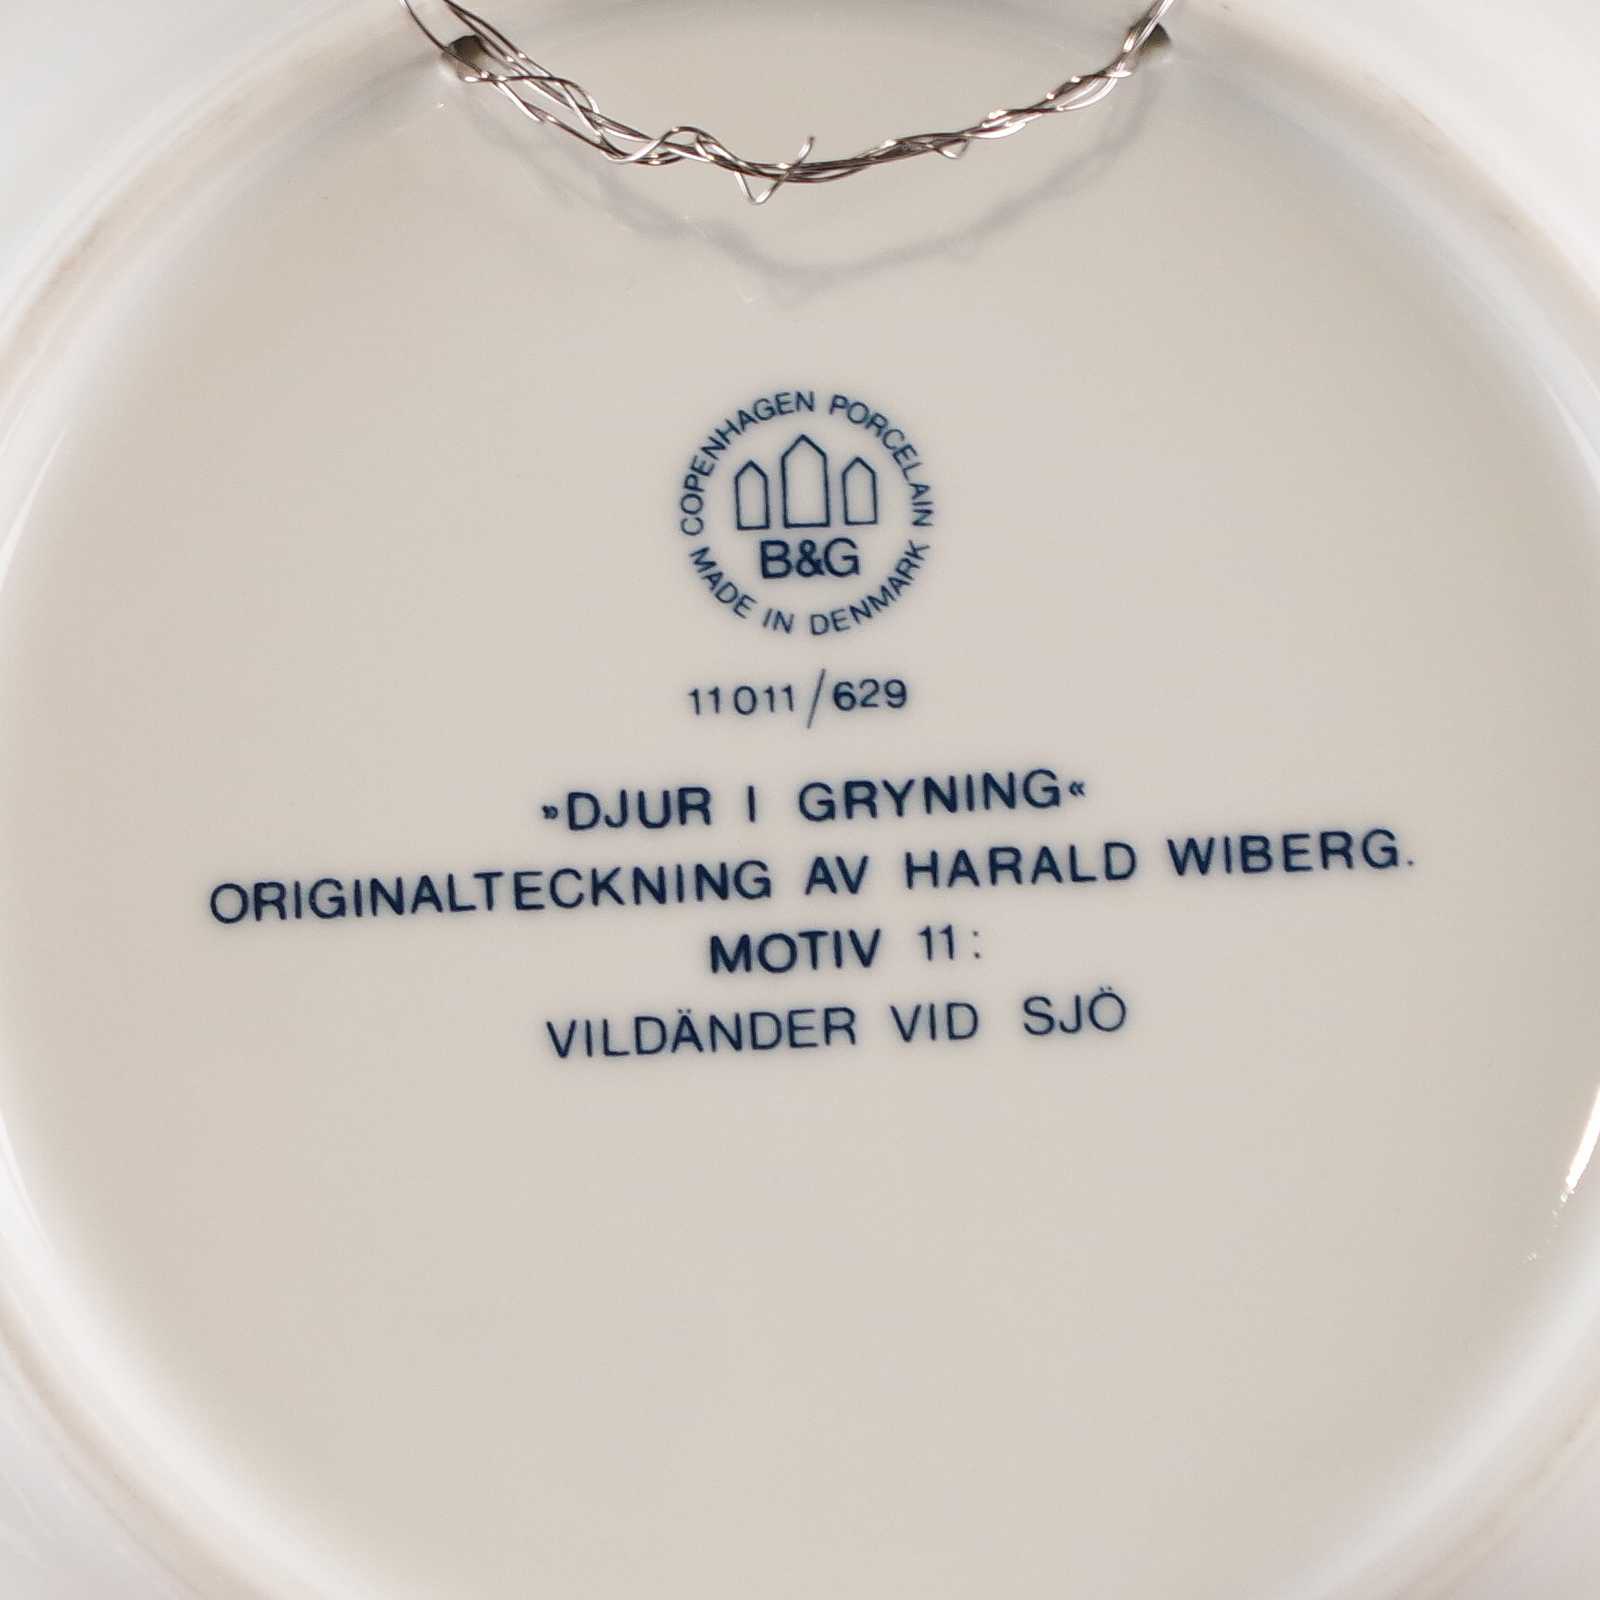 COPENHAGEN PORCELAIN
B&G
MADE IN DENMARK
11011/629
»DJUR I GRYNING«
ORIGINALTECKNING AV HARALD WIBERG.
MOTIV 11:
VILDÄNDER VID SJÖ